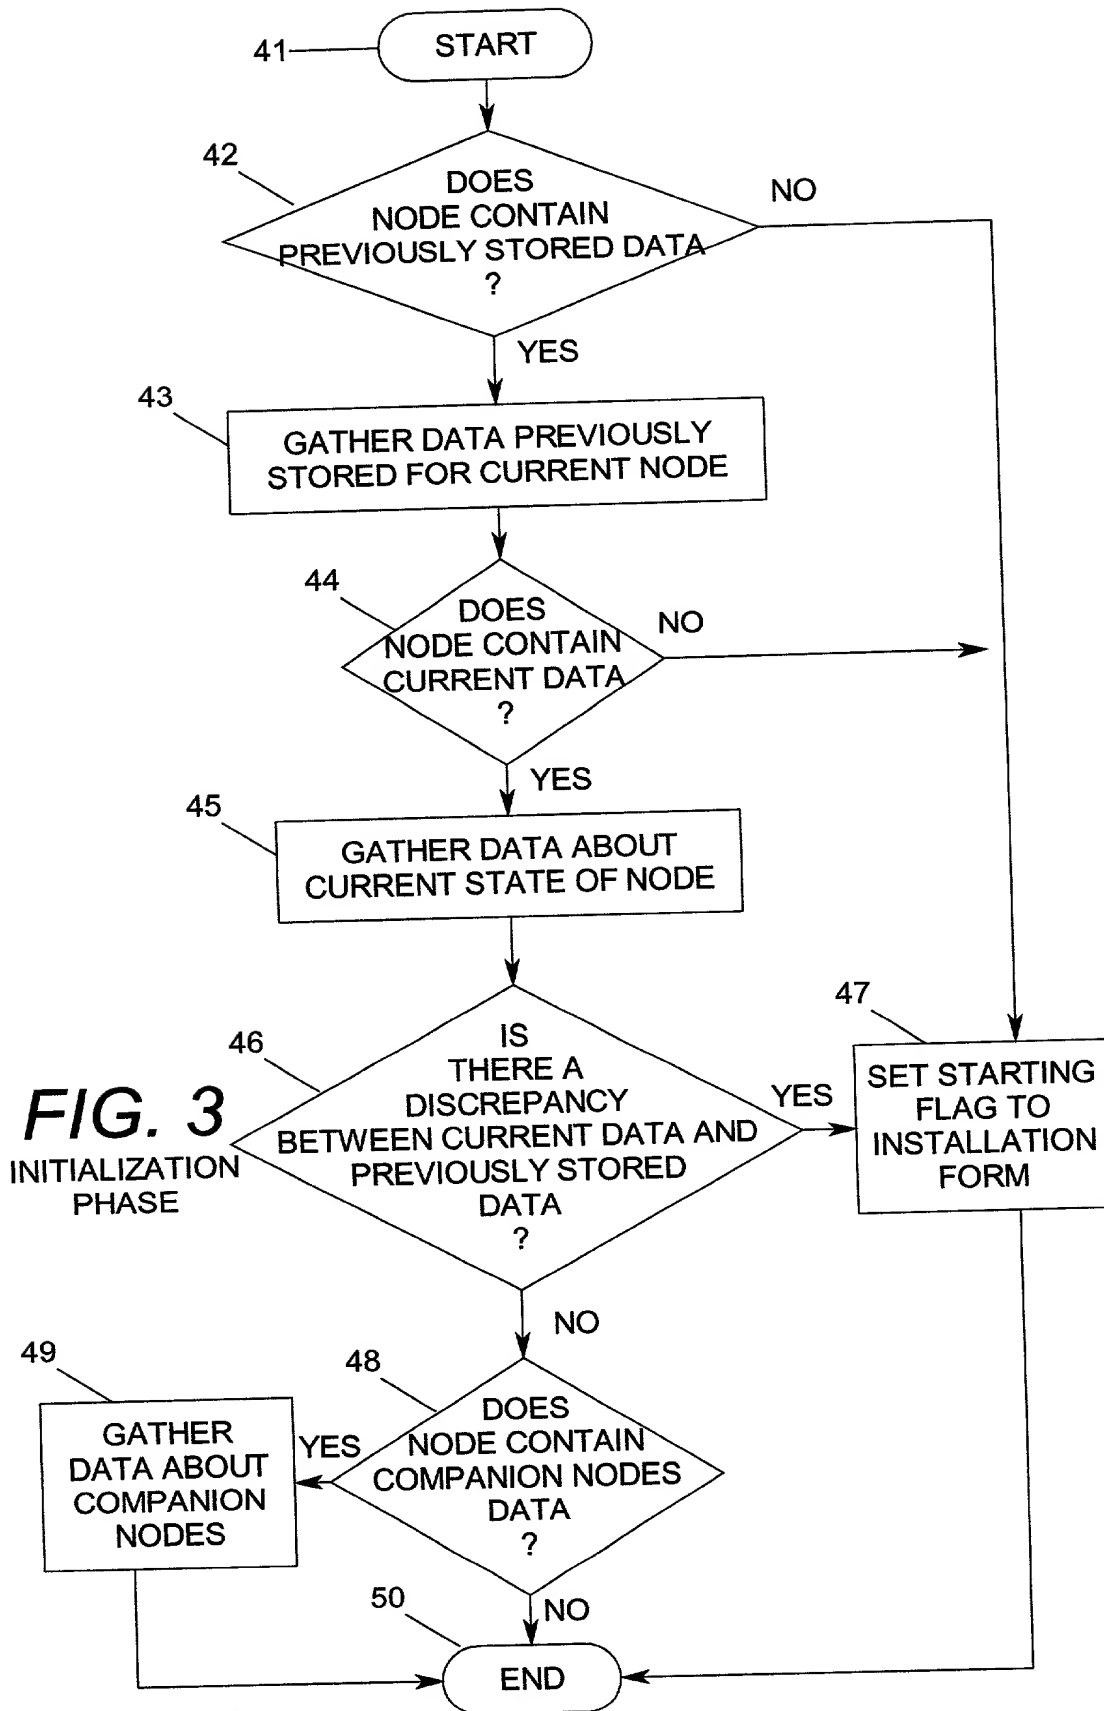 41
START
42
DOES
NODE CONTAIN
PREVIOUSLY STORED DATA
?
NO
YES
43
GATHER DATA PREVIOUSLY
STORED FOR CURRENT NODE
44
DOES
NODE CONTAIN
CURRENT DATA
?
NO
YES
45
GATHER DATA ABOUT
CURRENT STATE OF NODE
46
IS
THERE A
DISCREPANCY
BETWEEN CURRENT DATA AND
PREVIOUSLY STORED
DATA
?
YES
47
SET STARTING
FLAG TO
INSTALLATION
FORM
FIG. 3
INITIALIZATION
PHASE
NO
48
DOES
NODE CONTAIN
COMPANION NODES
DATA
?
YES
49
GATHER
DATA ABOUT
COMPANION
NODES
NO
50
END